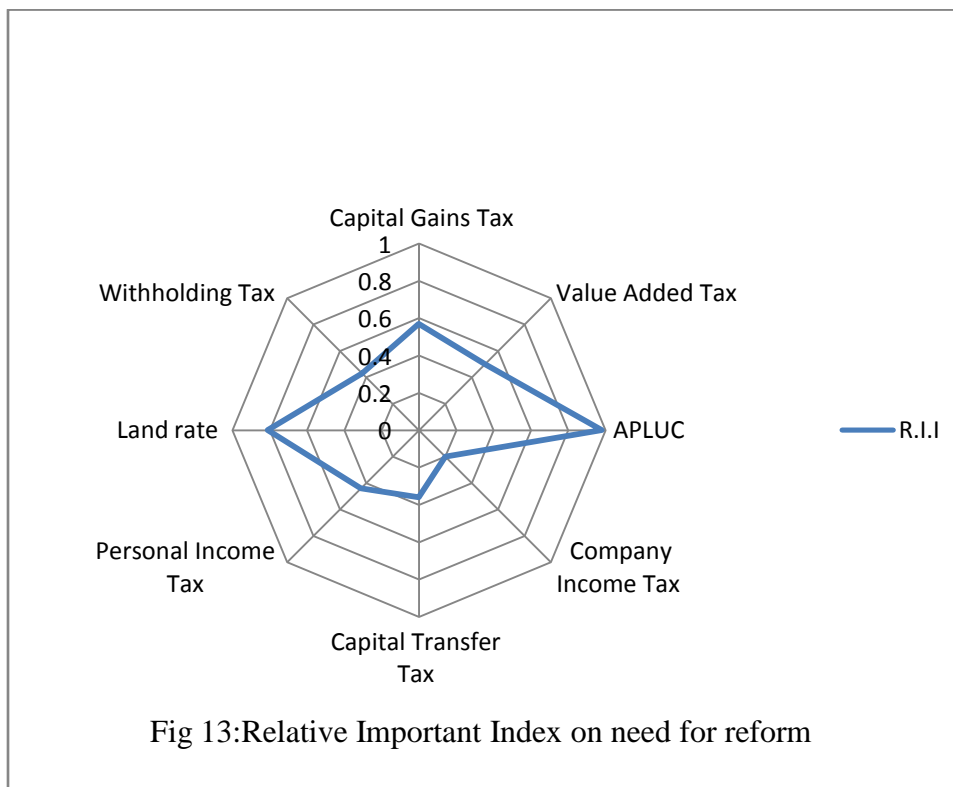 Capital Gains Tax
1
0.8
0.6
0.4
0.2
0
Withholding Tax
Value Added Tax
Land rate
APLUC
R.I.I
Personal Income
Tax
Company
Income Tax
Capital Transfer
Tax
Fig 13:Relative Important Index on need for reform